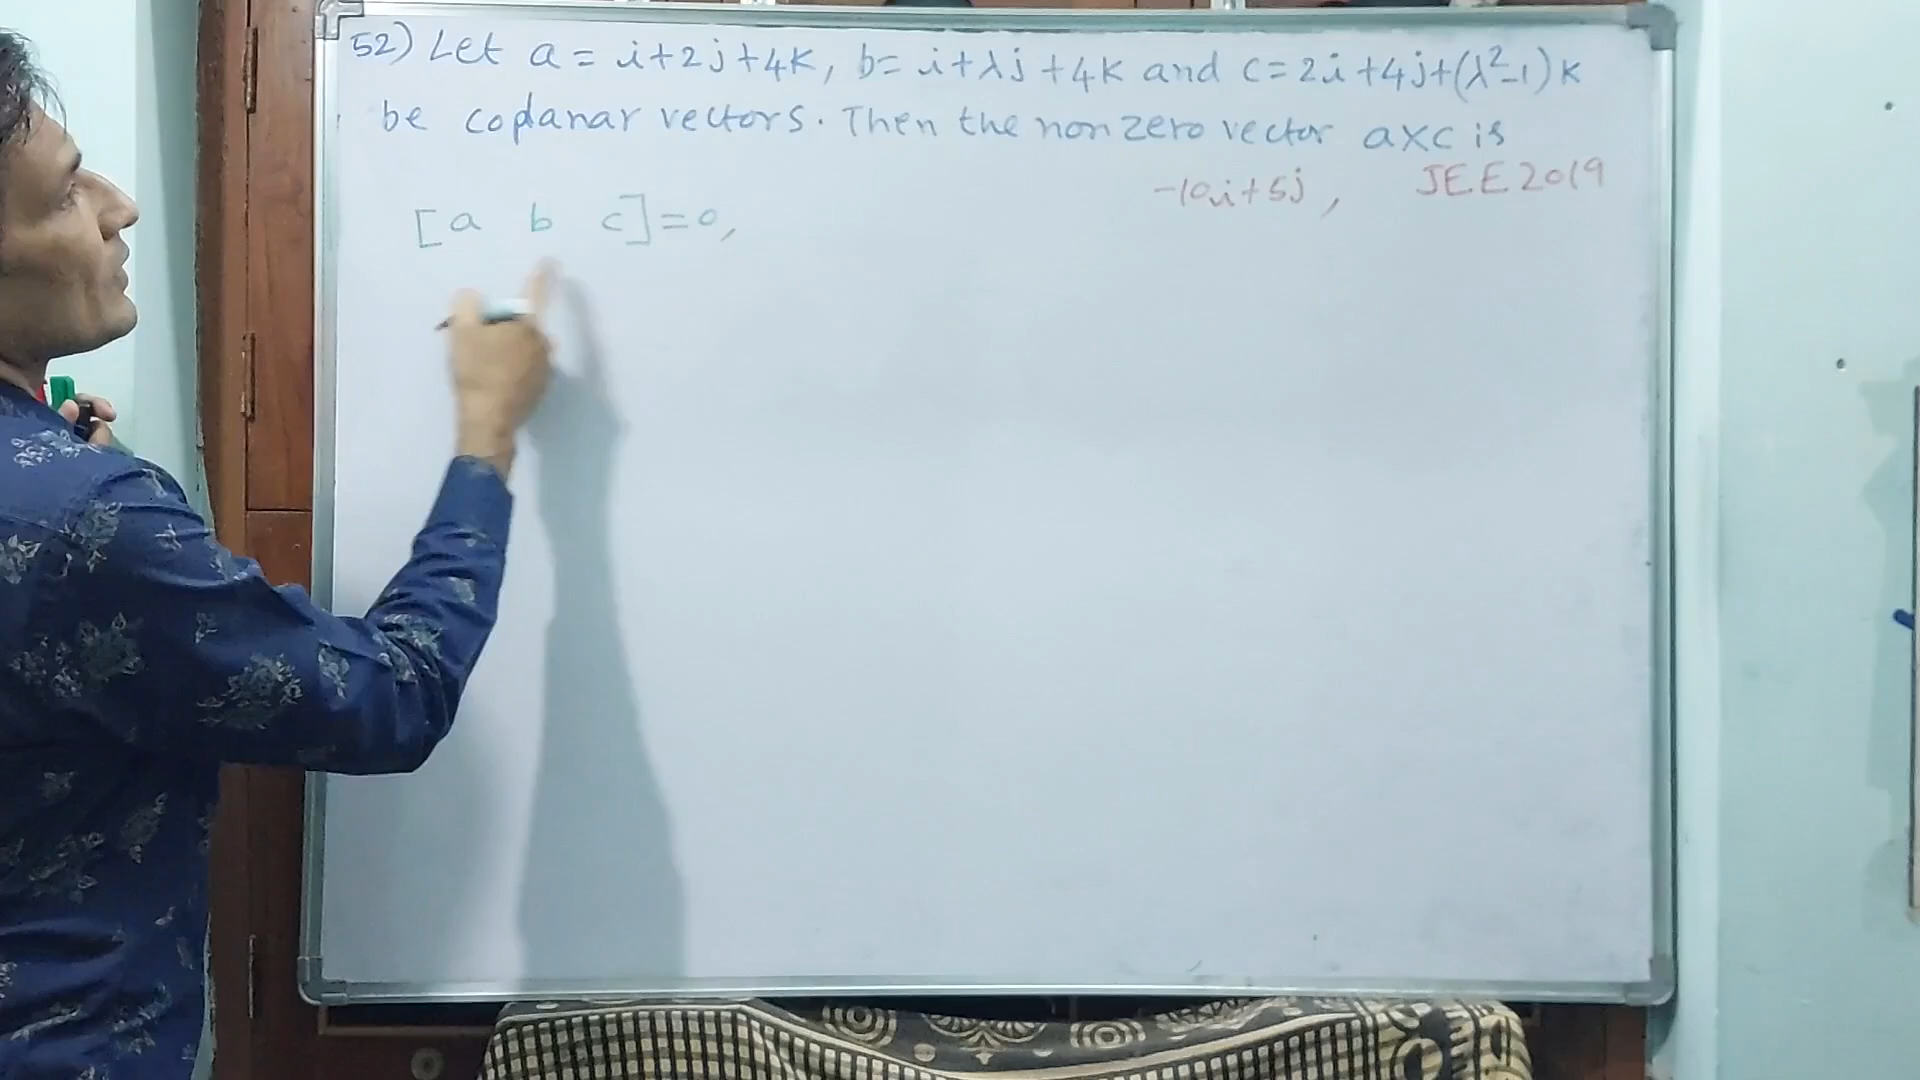 52) Let a = i+2j+4k, b= i+λj+4k and c=2i+4j+(λ²-1)k
be coplanar vectors. Then the non zero vector axc is
-10i+5j, JEE 2019
[a b c]=0,